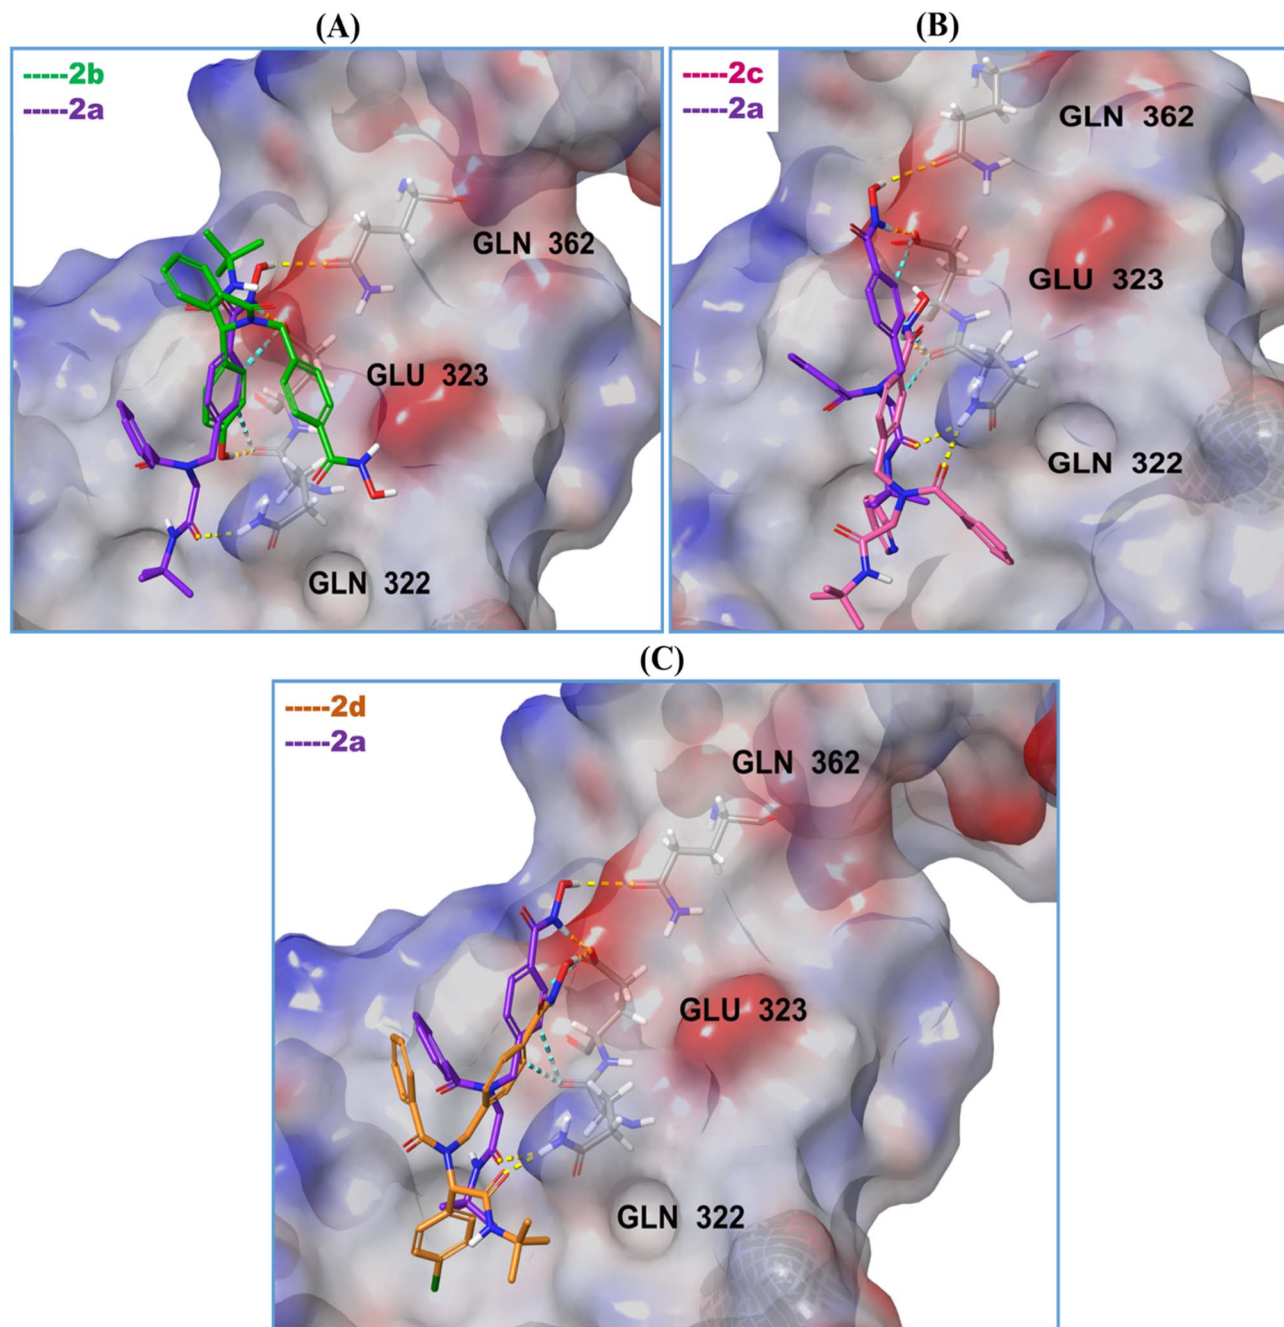 (A)
-----2b
-----2a
GLN 362
GLU 323
GLN 322
(B)
-----2c
-----2a
GLN 362
GLU 323
GLN 322
(C)
-----2d
-----2a
GLN 362
GLU 323
GLN 322